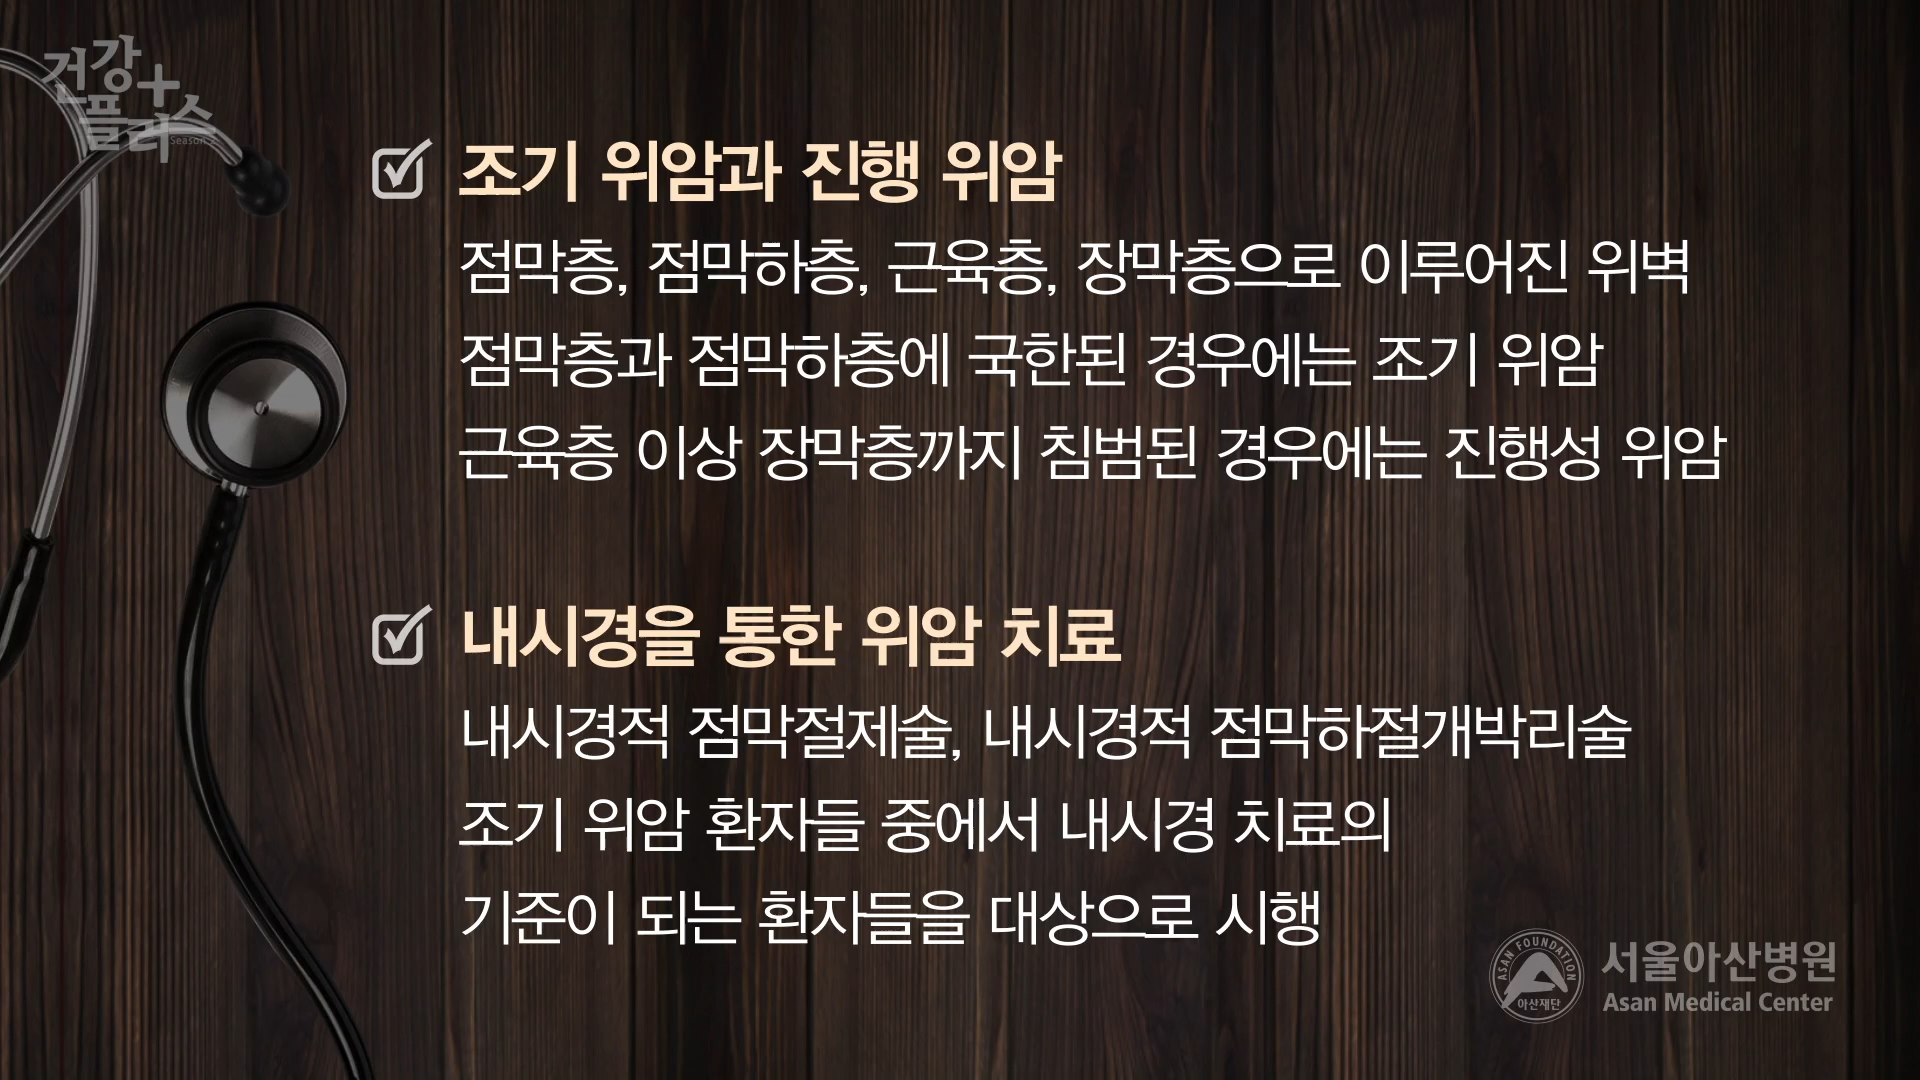 건강+
플러스
Season 2
조기 위암과 진행 위암
점막층, 점막하층, 근육층, 장막층으로 이루어진 위벽
점막층과 점막하층에 국한된 경우에는 조기 위암
근육층 이상 장막층까지 침범된 경우에는 진행성 위암
내시경을 통한 위암 치료
내시경적 점막절제술, 내시경적 점막하절개박리술
조기 위암 환자들 중에서 내시경 치료의
기준이 되는 환자들을 대상으로 시행
ASAN FOUNDATION
아산재단
서울아산병원
Asan Medical Center